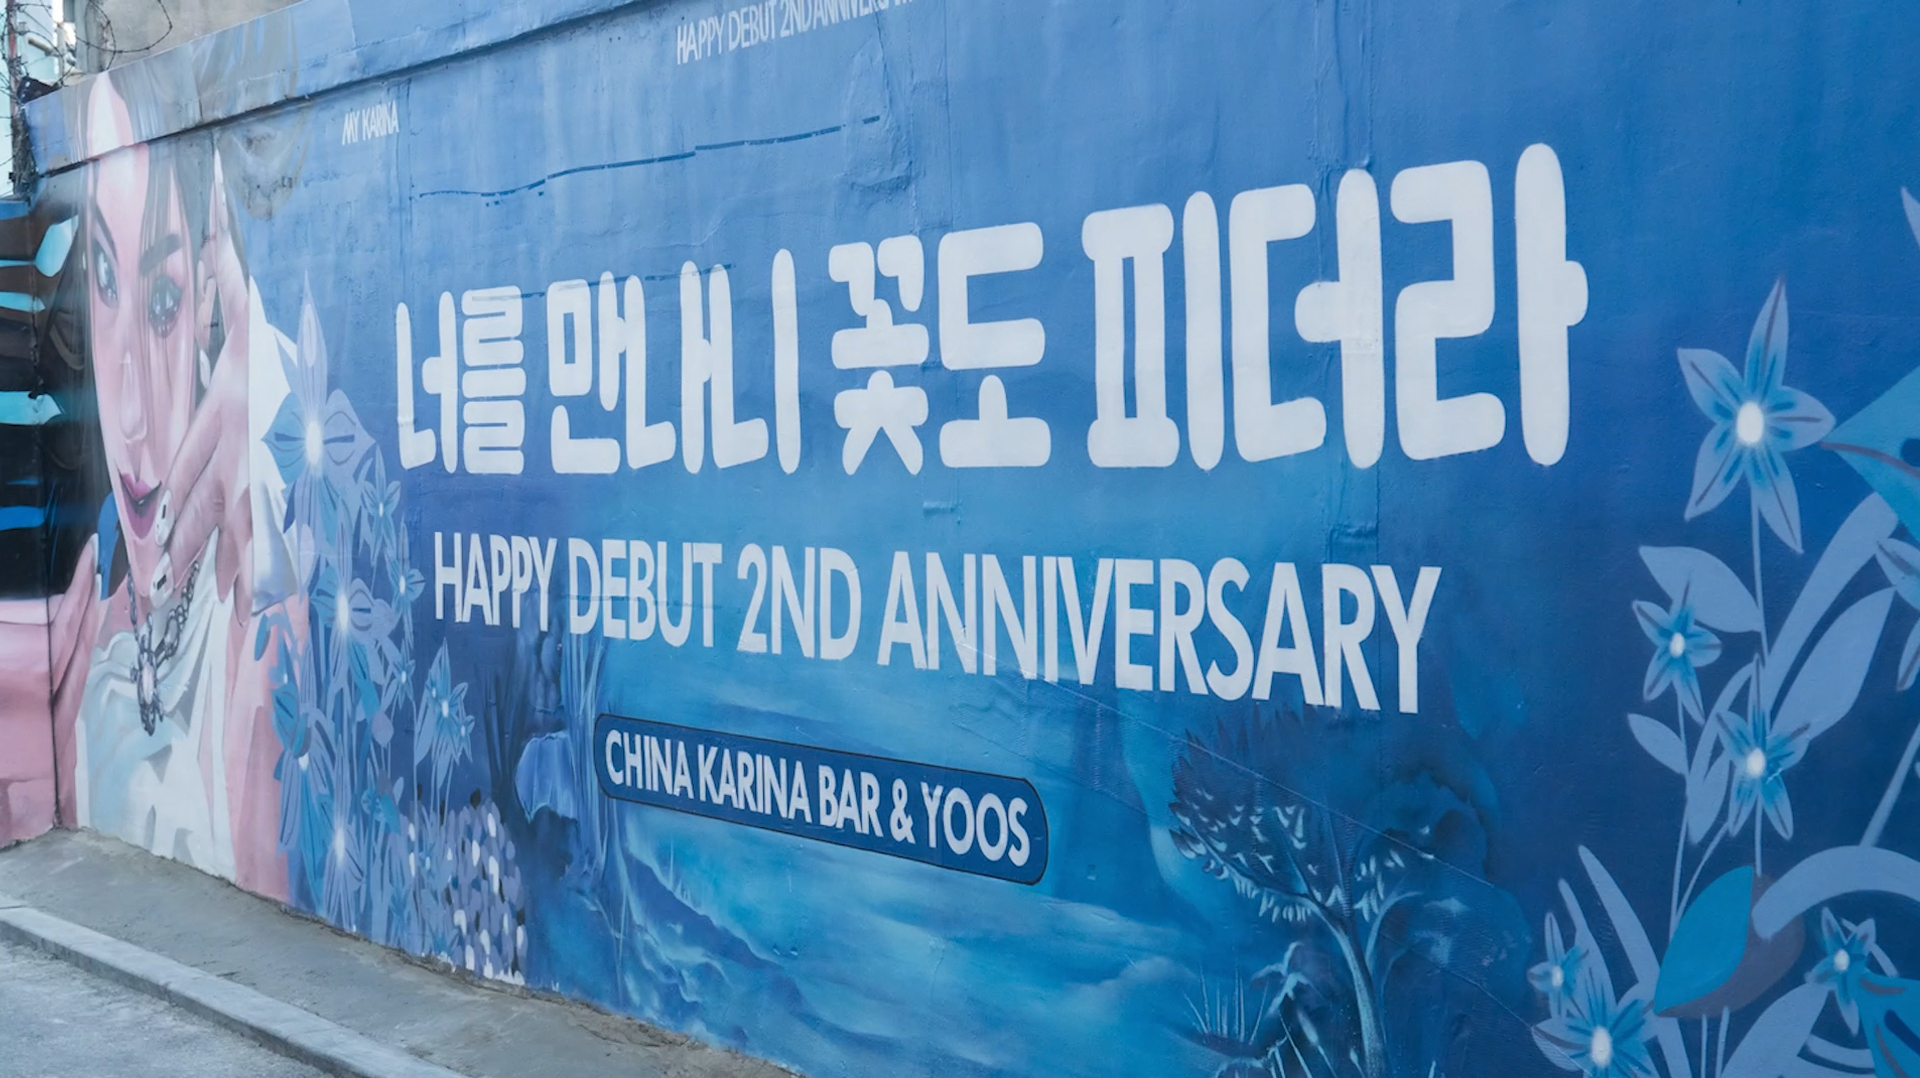 HAPPY DEBUT 2ND ANNIVERSA
MY KARINA
너를 만나니 꽃도 피더라
HAPPY DEBUT 2ND ANNIVERSARY
CHINA KARINA BAR & YOOS